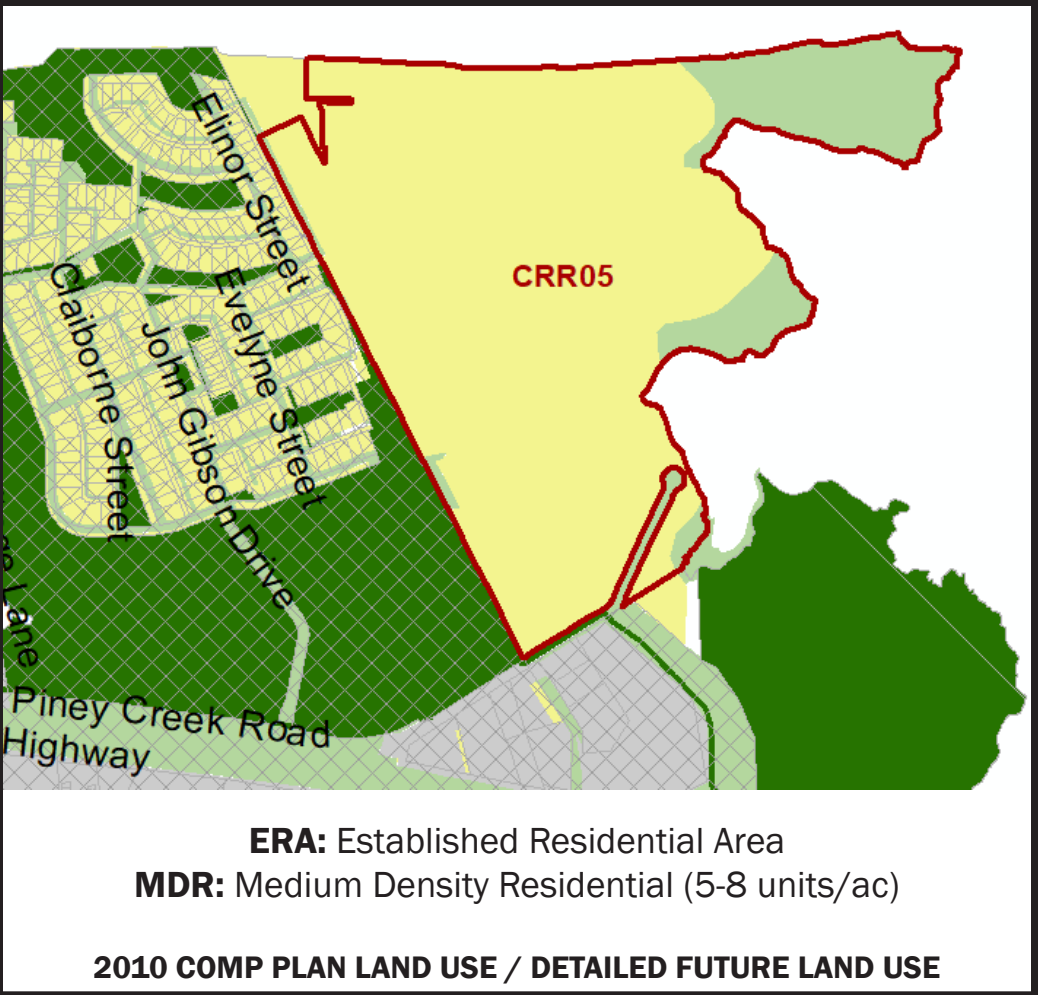 Elinor Street
CRR05
Evelyne Street
Claiborne Street
John Gibson Drive
Lane
Piney Creek Road
Highway
ERA: Established Residential Area
MDR: Medium Density Residential (5-8 units/ac)
2010 COMP PLAN LAND USE / DETAILED FUTURE LAND USE